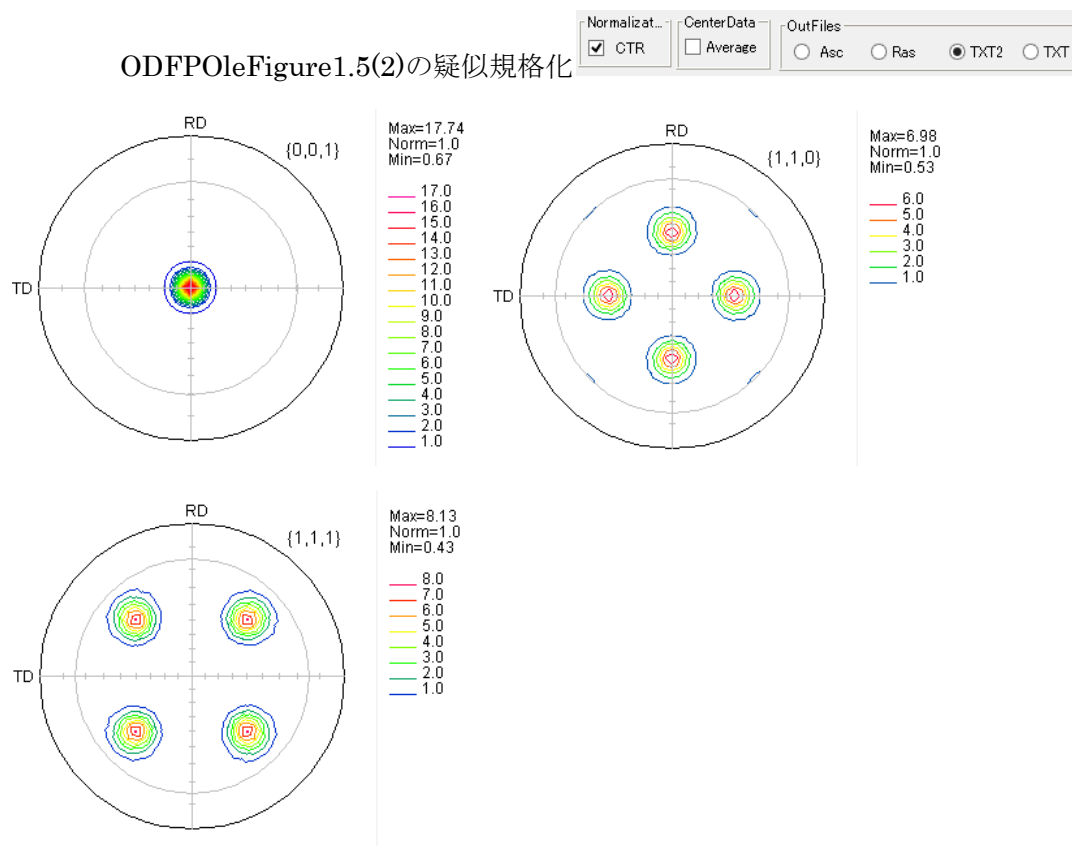 Normalizat...
CenterData
OutFiles
CTR
Average
Asc
Ras
TXT2
TXT
ODFPOleFigure1.5(2)の疑似規格化
RD
{0,0,1}
TD
Max=17.74
Norm=1.0
Min=0.67
17.0
16.0
15.0
14.0
13.0
12.0
11.0
10.0
9.0
8.0
7.0
6.0
5.0
4.0
3.0
2.0
1.0
RD
{1,1,0}
TD
Max=6.98
Norm=1.0
Min=0.53
6.0
5.0
4.0
3.0
2.0
1.0
RD
{1,1,1}
TD
Max=8.13
Norm=1.0
Min=0.43
8.0
7.0
6.0
5.0
4.0
3.0
2.0
1.0